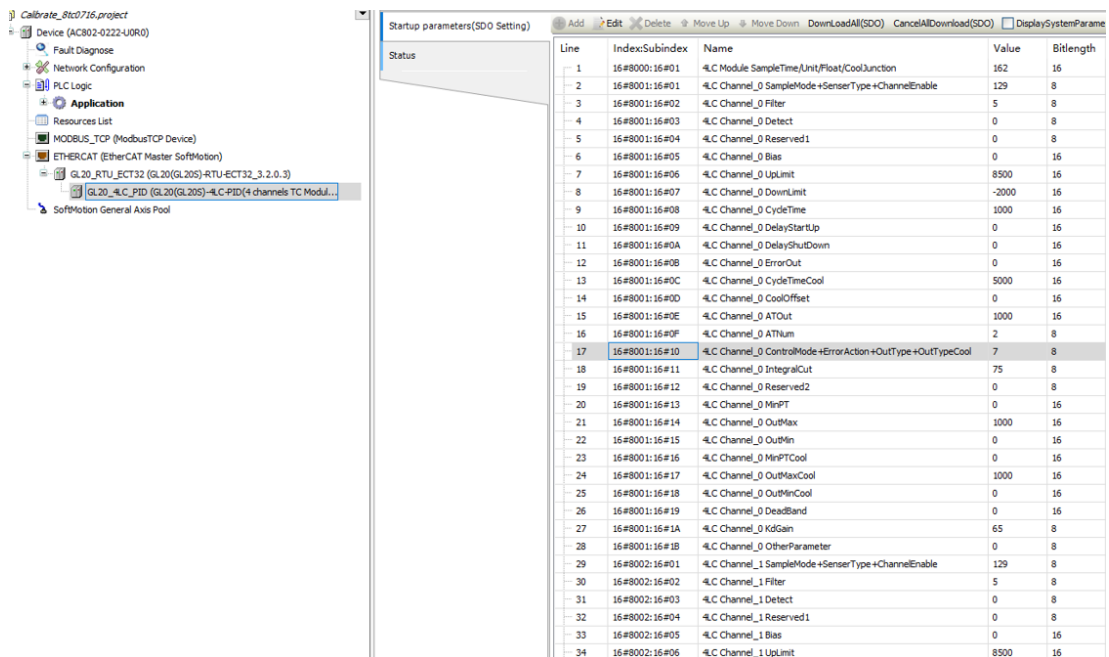 Calibrate_8tc0716.project
Device (AC802-0222-U0R0)
Fault Diagnose
Network Configuration
PLC Logic
Application
Resources List
MODBUS_TCP (ModbusTCP Device)
ETHERCAT (EtherCAT Master SoftMotion)
GL20_RTU_ECT32 (GL20(GL20S)-RTU-ECT32_3.2.0.3)
GL20_4LC_PID (GL20(GL20S)-4LC-PID(4 channels TC Modul...
SoftMotion General Axis Pool
Startup parameters(SDO Setting)
Status
Add Edit Delete Move Up Move Down DownLoadAll(SDO) CancelAllDownload(SDO) DisplaySystemParame
Line Index:Subindex Name Value Bitlength
1 16#8000:16#01 4LC Module SampleTime/Unit/Float/CoolJunction 162 16
2 16#8001:16#01 4LC Channel_0 SampleMode+SenserType+ChannelEnable 129 8
3 16#8001:16#02 4LC Channel_0 Filter 5 8
4 16#8001:16#03 4LC Channel_0 Detect 0 8
5 16#8001:16#04 4LC Channel_0 Reserved1 0 8
6 16#8001:16#05 4LC Channel_0 Bias 0 16
7 16#8001:16#06 4LC Channel_0 UpLimit 8500 16
8 16#8001:16#07 4LC Channel_0 DownLimit -2000 16
9 16#8001:16#08 4LC Channel_0 CycleTime 1000 16
10 16#8001:16#09 4LC Channel_0 DelayStartUp 0 16
11 16#8001:16#0A 4LC Channel_0 DelayShutDown 0 16
12 16#8001:16#0B 4LC Channel_0 ErrorOut 0 16
13 16#8001:16#0C 4LC Channel_0 CycleTimeCool 5000 16
14 16#8001:16#0D 4LC Channel_0 CoolOffset 0 16
15 16#8001:16#0E 4LC Channel_0 ATOut 1000 16
16 16#8001:16#0F 4LC Channel_0 ATNum 2 8
17 16#8001:16#10 4LC Channel_0 ControlMode+ErrorAction+OutType+OutTypeCool 7 8
18 16#8001:16#11 4LC Channel_0 IntegralCut 75 8
19 16#8001:16#12 4LC Channel_0 Reserved2 0 8
20 16#8001:16#13 4LC Channel_0 MinPT 0 16
21 16#8001:16#14 4LC Channel_0 OutMax 1000 16
22 16#8001:16#15 4LC Channel_0 OutMin 0 16
23 16#8001:16#16 4LC Channel_0 MinPTCool 0 16
24 16#8001:16#17 4LC Channel_0 OutMaxCool 1000 16
25 16#8001:16#18 4LC Channel_0 OutMinCool 0 16
26 16#8001:16#19 4LC Channel_0 DeadBand 0 16
27 16#8001:16#1A 4LC Channel_0 KdGain 65 8
28 16#8001:16#1B 4LC Channel_0 OtherParameter 0 8
29 16#8002:16#01 4LC Channel_1 SampleMode+SenserType+ChannelEnable 129 8
30 16#8002:16#02 4LC Channel_1 Filter 5 8
31 16#8002:16#03 4LC Channel_1 Detect 0 8
32 16#8002:16#04 4LC Channel_1 Reserved1 0 8
33 16#8002:16#05 4LC Channel_1 Bias 0 16
34 16#8002:16#06 4LC Channel_1 UpLimit 8500 16